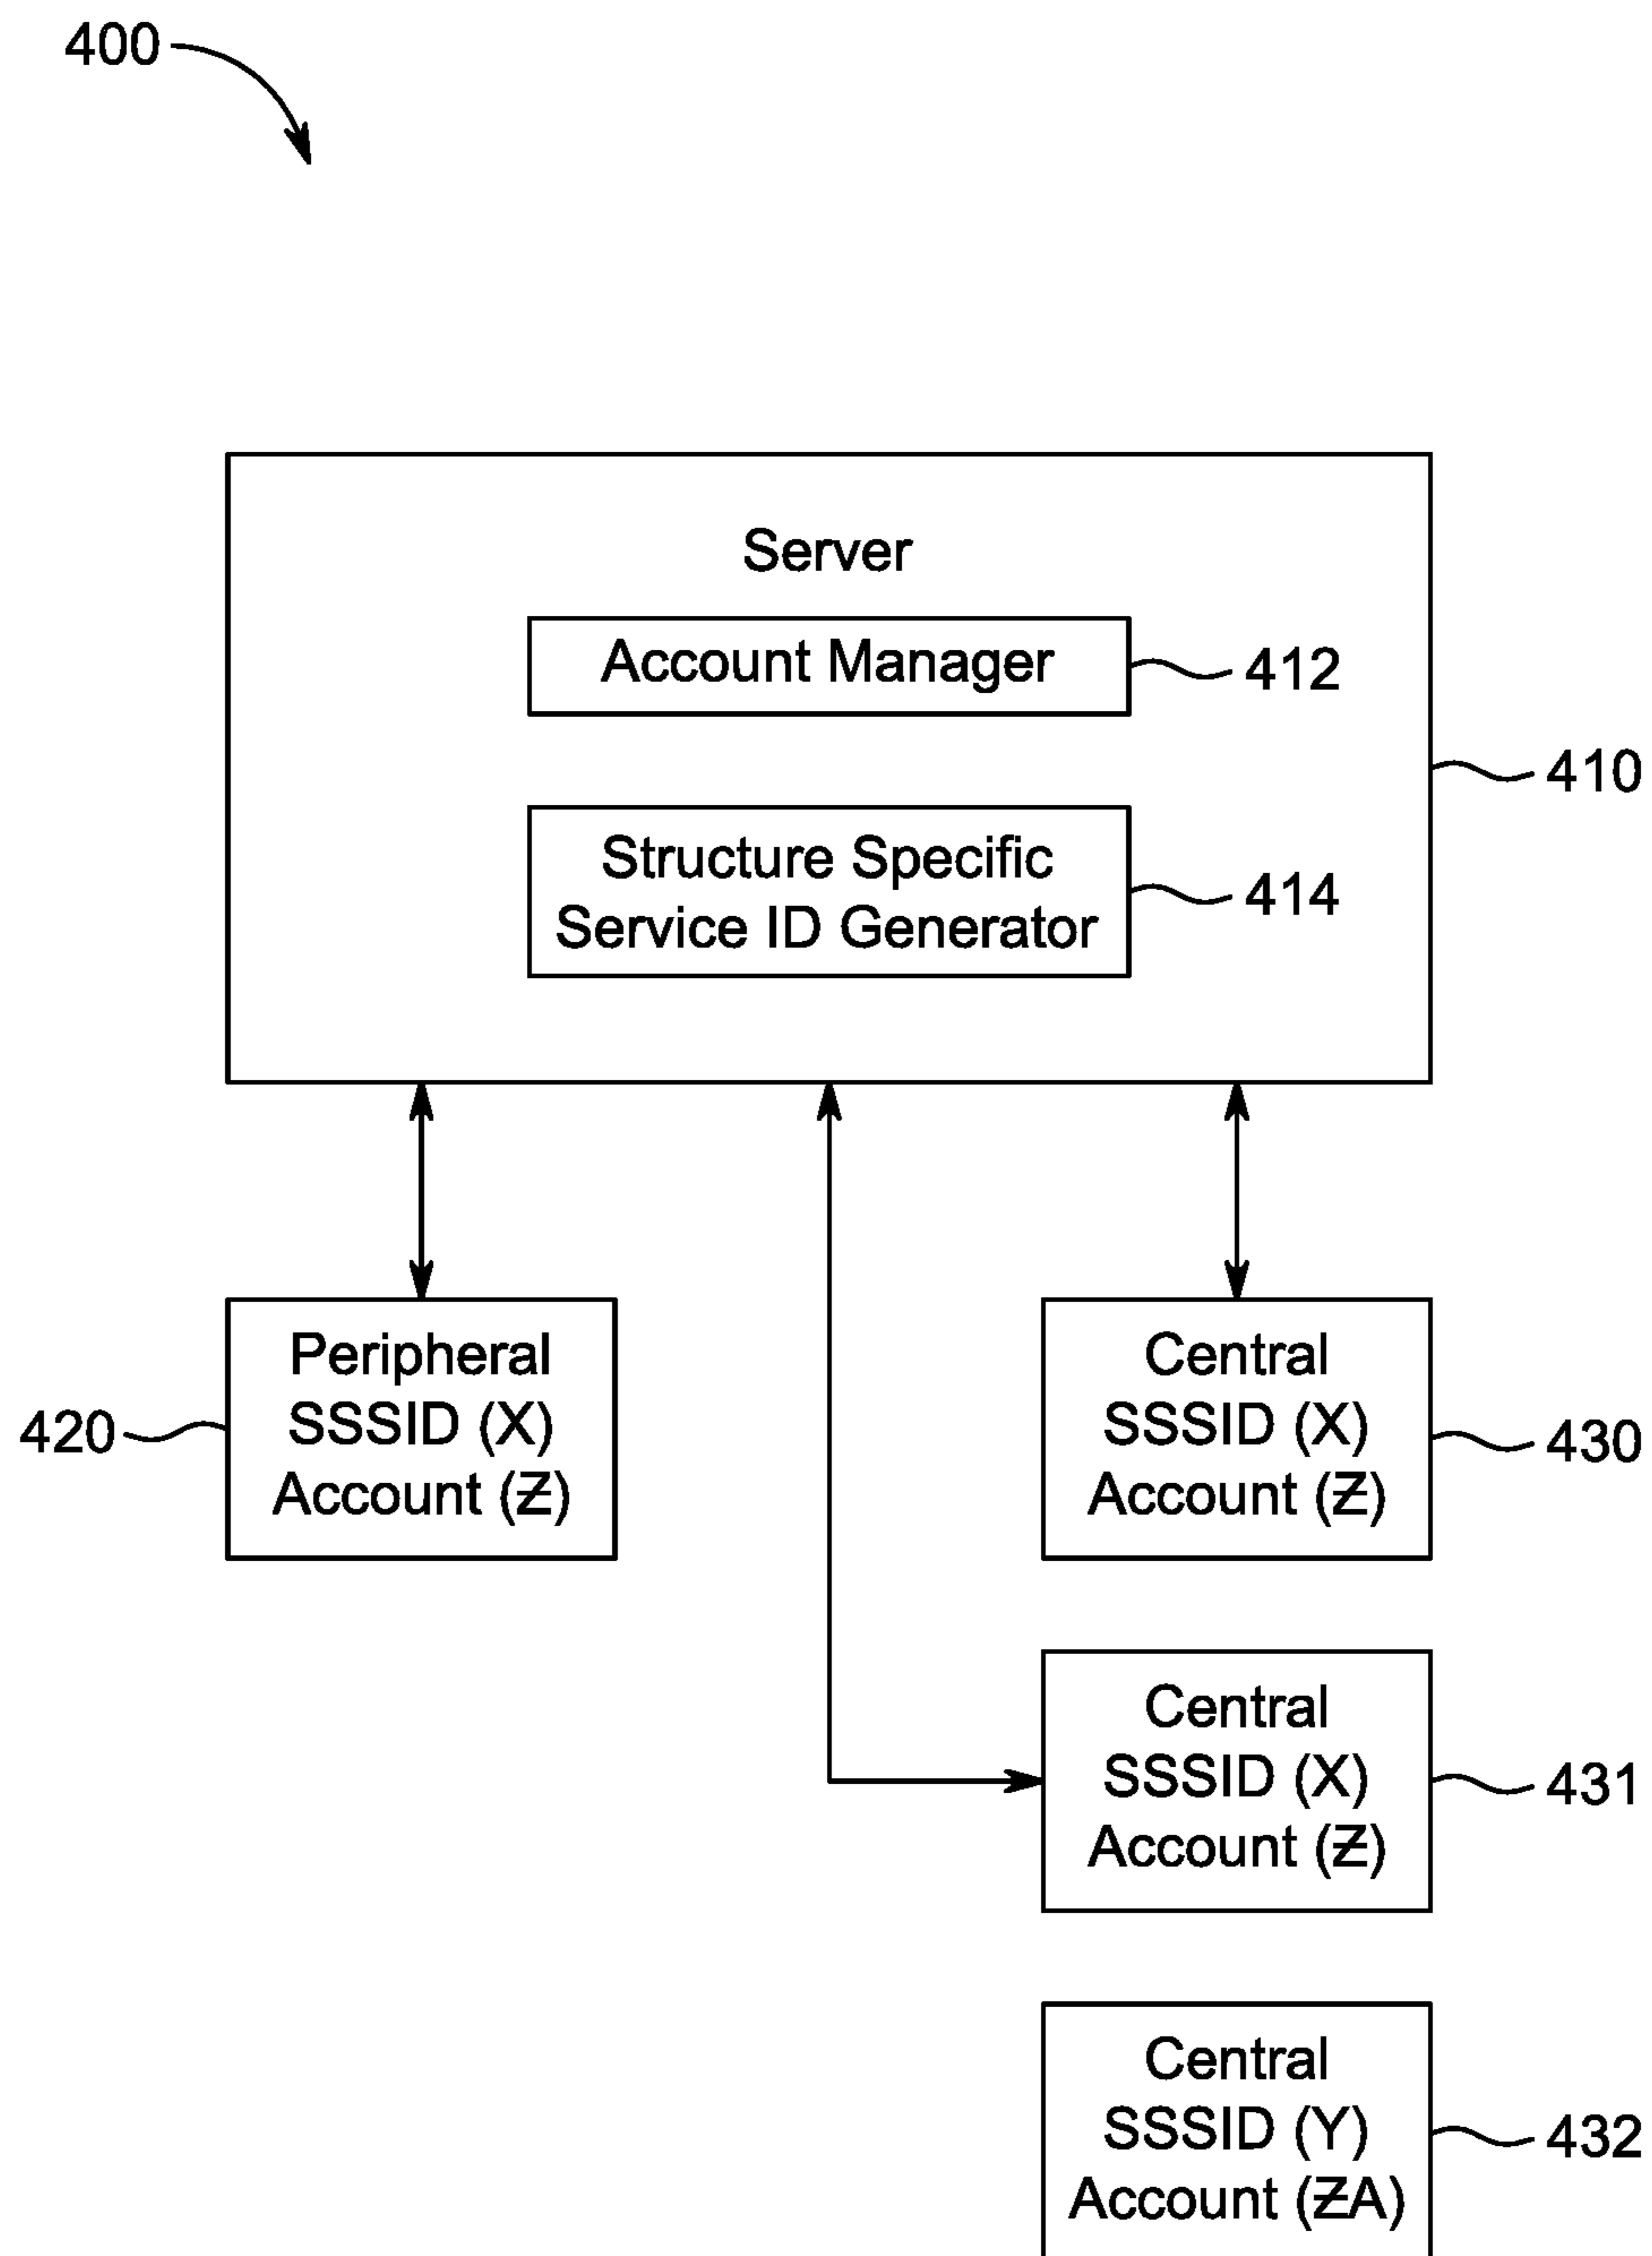 400
Server
Account Manager
412
410
Structure Specific
Service ID Generator
414
Peripheral
SSSID (X)
Account (Ƶ)
420
Central
SSSID (X)
Account (Ƶ)
430
Central
SSSID (X)
Account (Ƶ)
431
Central
SSSID (Y)
Account (ƵA)
432